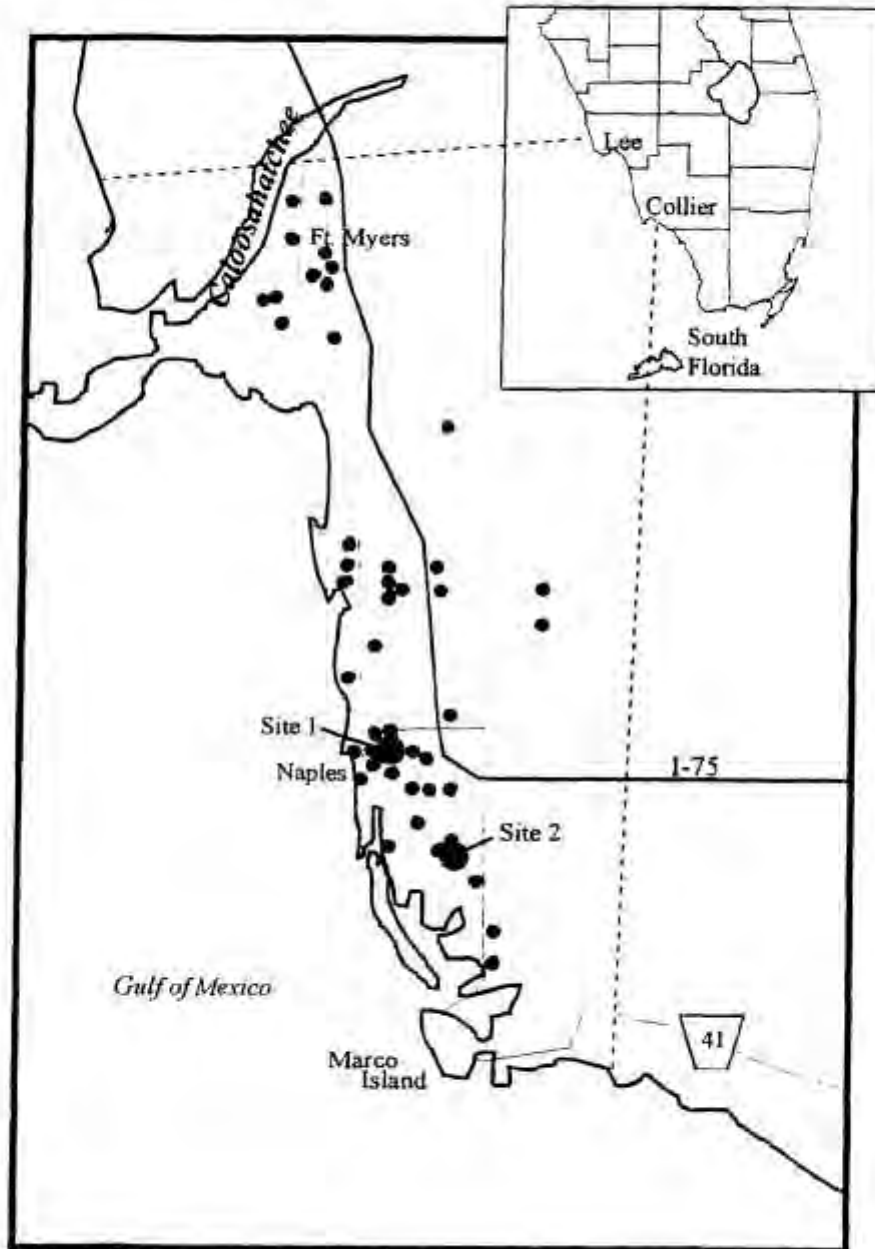 Lee
Collier
South
Florida
Caloosahatchee
Ft. Myers
Site 1
Naples
I-75
Site 2
Gulf of Mexico
41
Marco
Island